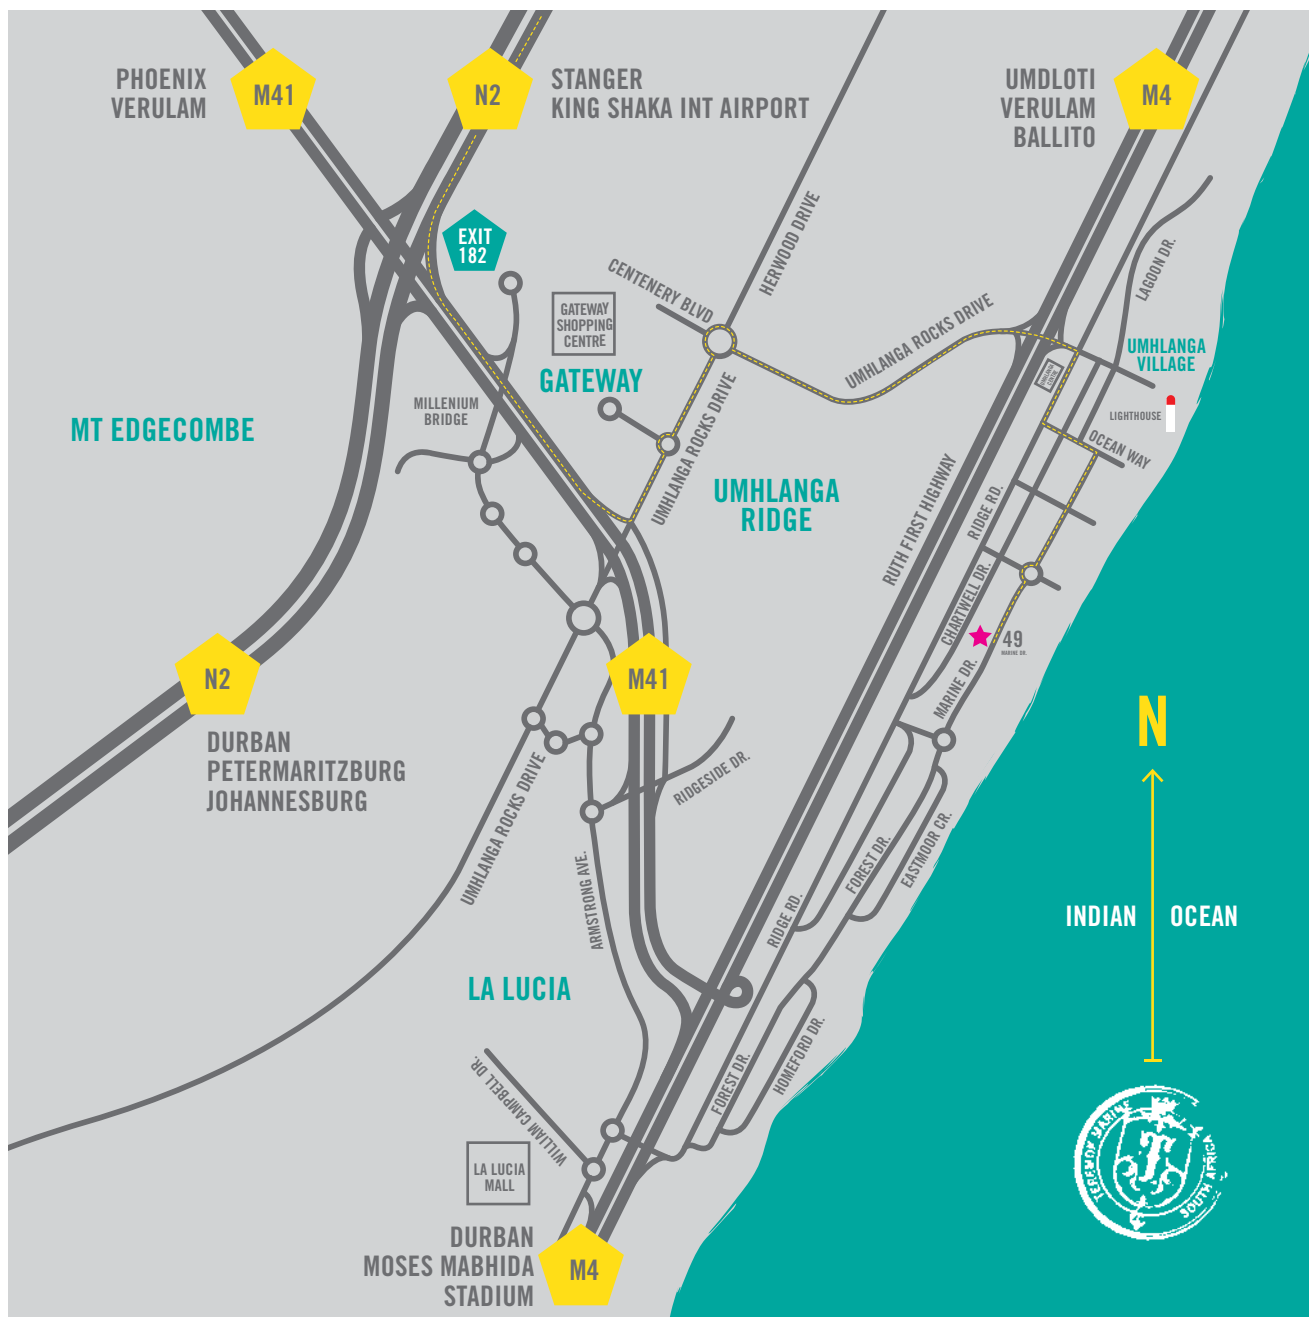 PHOENIX
VERULAM
M41
N2
STANGER
KING SHAKA INT AIRPORT
UMDLOTI
VERULAM
BALLITO
M4
EXIT
182
GATEWAY
SHOPPING
CENTRE
CENTENERY BLVD
HERWOOD DRIVE
LAGOON DR.
UMHLANGA ROCKS DRIVE
UMHLANGA
VILLAGE
GATEWAY
MILLENIUM
BRIDGE
LIGHTHOUSE
MT EDGECOMBE
UMHLANGA ROCKS DRIVE
OCEAN WAY
UMHLANGA
RIDGE
RUTH FIRST HIGHWAY
RIDGE RD.
CHARTWELL DR.
49
MARINE DR.
MARINE DR.
N2
M41
N
DURBAN
PETERMARITZBURG
JOHANNESBURG
RIDGESIDE DR.
UMHLANGA ROCKS DRIVE
ARMSTRONG AVE.
FOREST DR.
EASTMOOR CR.
RIDGE RD.
INDIAN OCEAN
LA LUCIA
HOMEFORD DR.
FOREST DR.
WILLIAM CAMPBELL DR.
LA LUCIA
MALL
TEREMOK MARINE
SOUTH AFRICA
T
DURBAN
MOSES MABHIDA
STADIUM
M4